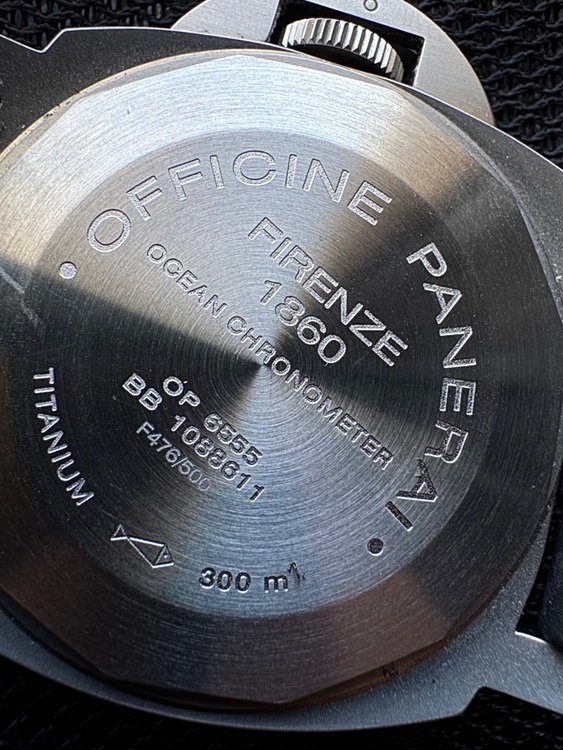 OFFICINE PANERAI
FIRENZE
1860
OCEAN CHRONOMETER
OP 6555
BB 1088611
F476/500
TITANIUM
300 m